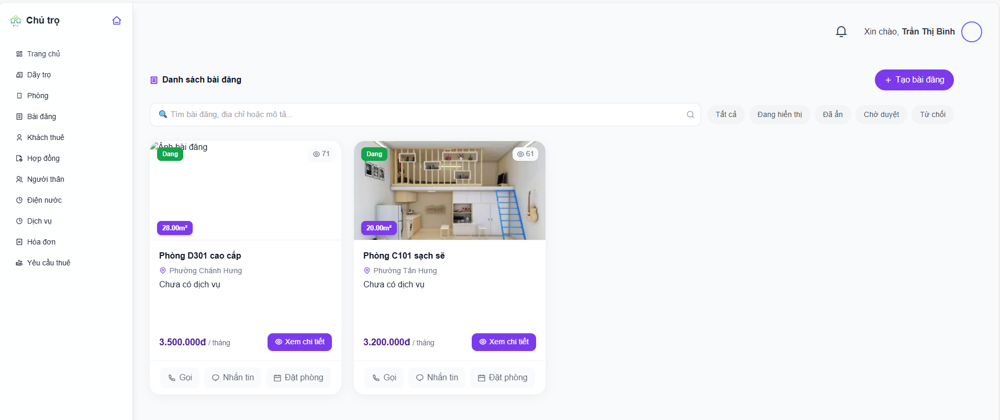 Chủ trọ
Xin chào, Trần Thị Bình
Trang chủ
Dãy trọ
Phòng
Bài đăng
Khách thuê
Hợp đồng
Người thân
Điện nước
Dịch vụ
Hóa đơn
Yêu cầu thuê
Danh sách bài đăng
+ Tạo bài đăng
Tìm bài đăng, địa chỉ hoặc mô tả...
Tất cả
Đang hiển thị
Đã ẩn
Chờ duyệt
Từ chối
Ảnh bài đăng
Dang
71
28.00m²
Phòng D301 cao cấp
Phường Chánh Hưng
Chưa có dịch vụ
3.500.000đ / tháng
Xem chi tiết
Gọi
Nhắn tin
Đặt phòng
Dang
61
20.00m²
Phòng C101 sạch sẽ
Phường Tân Hưng
Chưa có dịch vụ
3.200.000đ / tháng
Xem chi tiết
Gọi
Nhắn tin
Đặt phòng